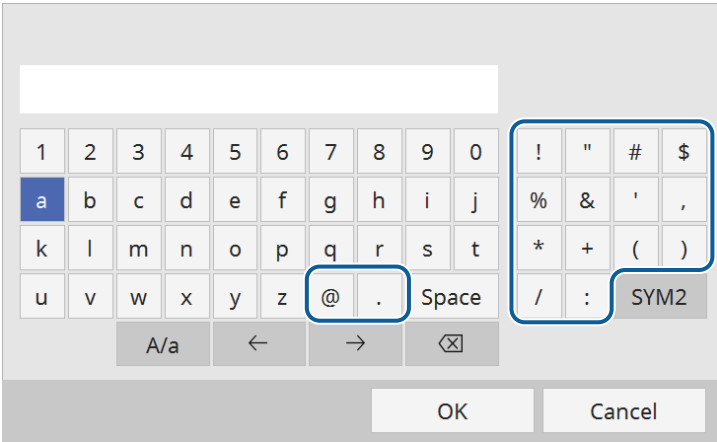 1 2 3 4 5 6 7 8 9 0 ! " # $
a b c d e f g h i j % & ' ,
k l m n o p q r s t * + ( )
u v w x y z @ . Space / : SYM2
A/a ← → ⌫
OK Cancel